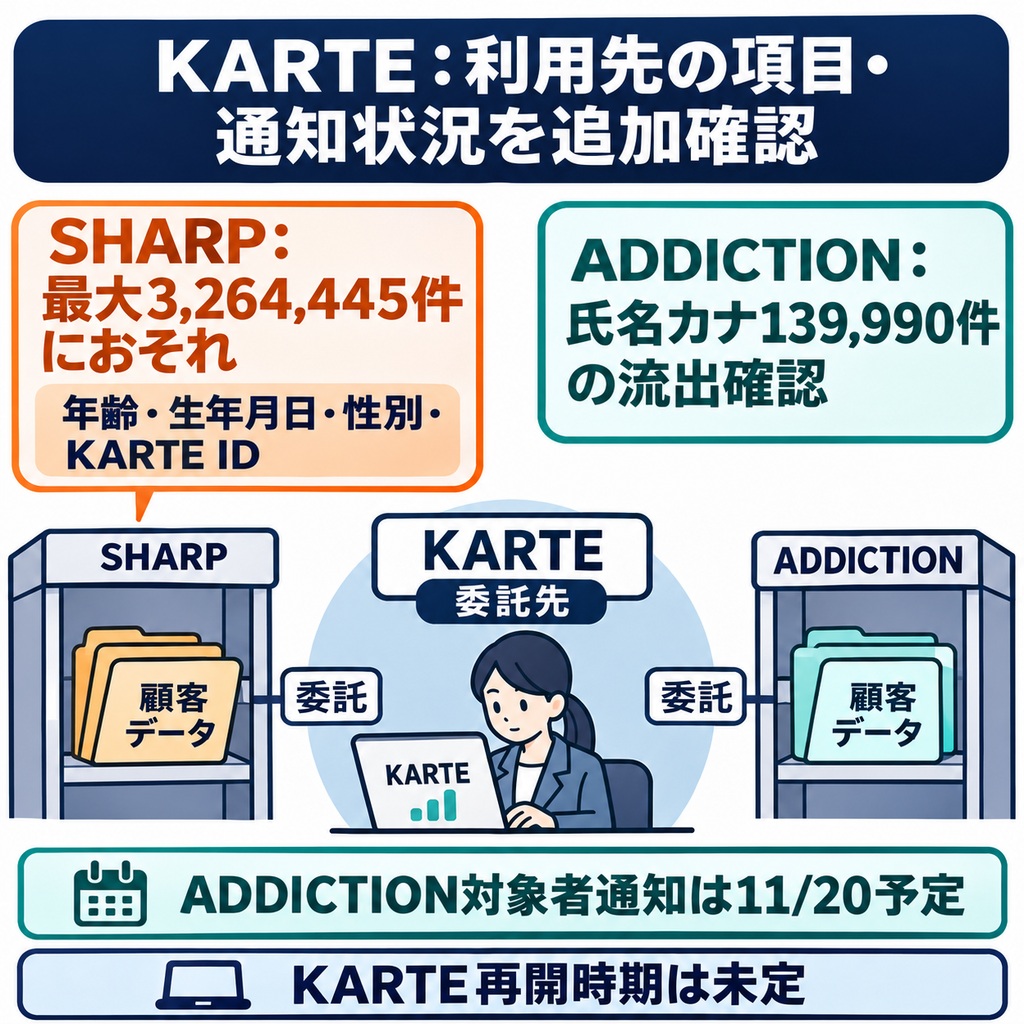 KARTE：利用先の項目・
通知状況を追加確認
SHARP：
最大3,264,445件
におそれ
年齢・生年月日・性別・
KARTE ID
ADDICTION：
氏名カナ139,990件
の流出確認
SHARP
顧客
データ
委託
KARTE
委託先
KARTE
委託
ADDICTION
顧客
データ
ADDICTION対象者通知は11/20予定
KARTE再開時期は未定